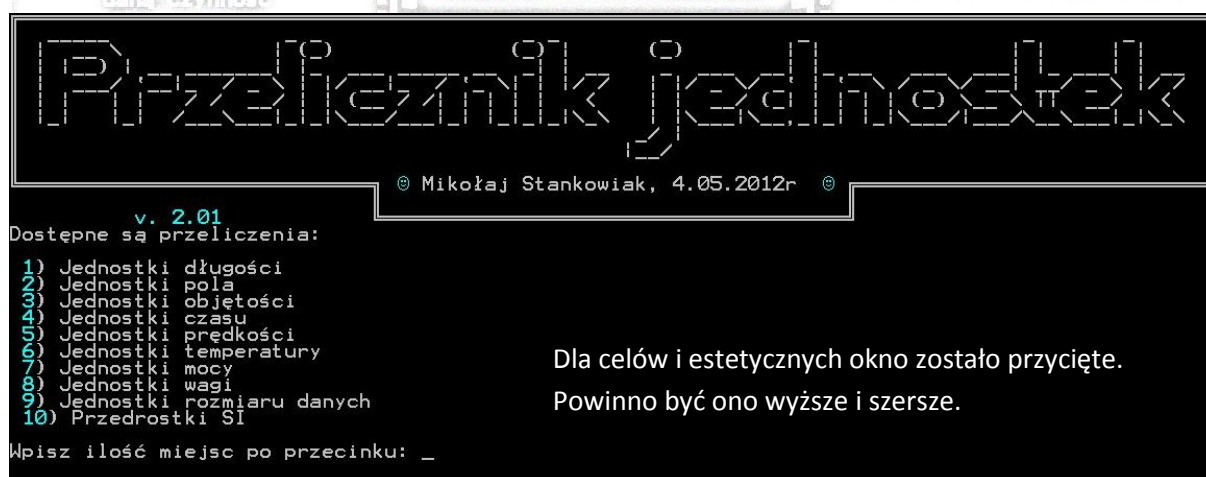 daną czynność
Przelicznik jednostek
☺ Mikołaj Stankowiak, 4.05.2012r ☺
v. 2.01
Dostępne są przeliczenia:
1) Jednostki długości
2) Jednostki pola
3) Jednostki objętości
4) Jednostki czasu
5) Jednostki prędkości
6) Jednostki temperatury
7) Jednostki mocy
8) Jednostki wagi
9) Jednostki rozmiaru danych
10) Przedrostki SI
Dla celów i estetycznych okno zostało przycięte.
Powinno być ono wyższe i szersze.
Wpisz ilość miejsc po przecinku: _